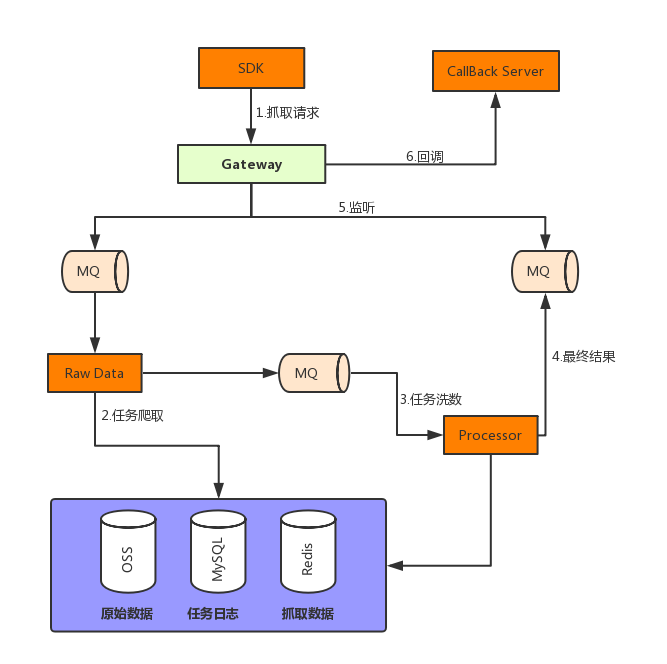 SDK
CallBack Server
1.抓取请求
Gateway
6.回调
5.监听
MQ
MQ
4.最终结果
Raw Data
MQ
3.任务洗数
2.任务爬取
Processor
OSS
MySQL
Redis
原始数据
任务日志
抓取数据